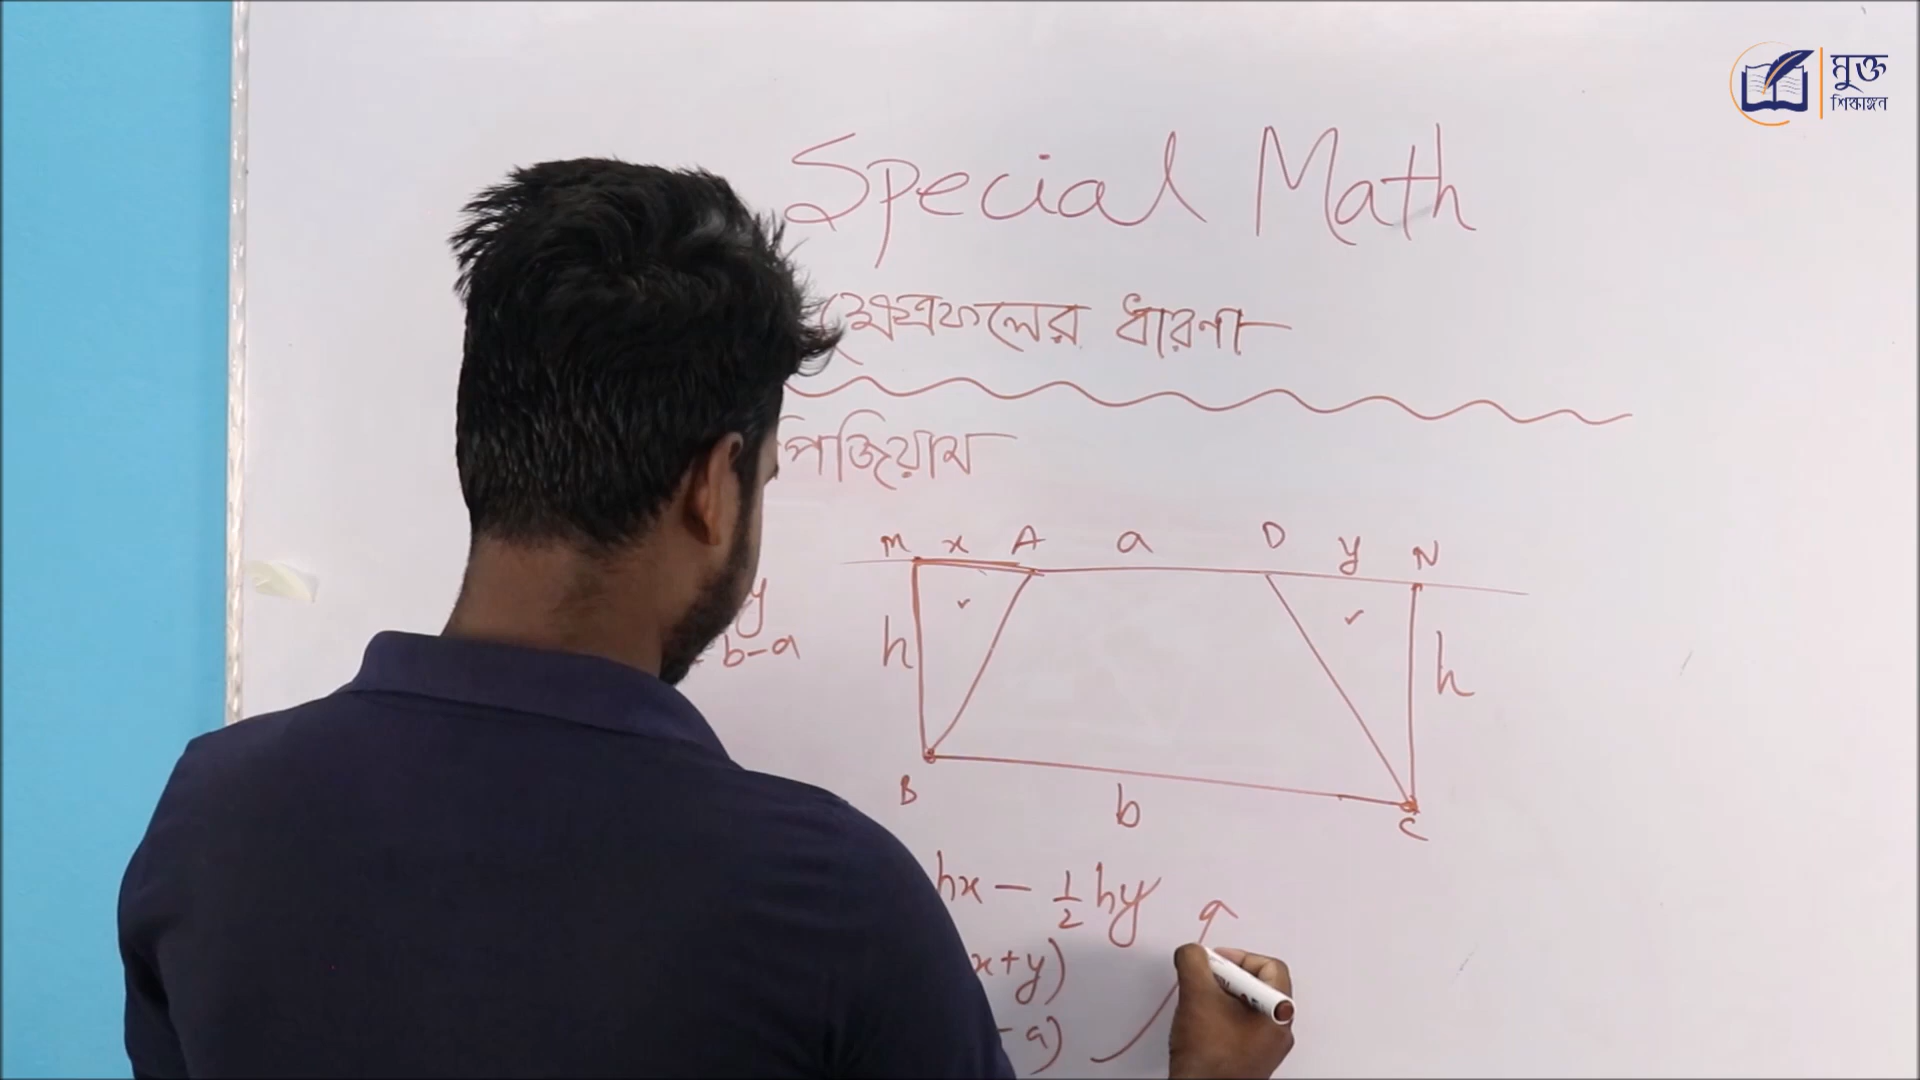 মুক্ত
শিক্ষাঙ্গন
Special Math
ক্ষেত্রফলের ধারণা
পিজিয়াম
M x A a D y N
y
b-a
h
h
B
b
C
hx - 1/2 hy
x+y)
- a)